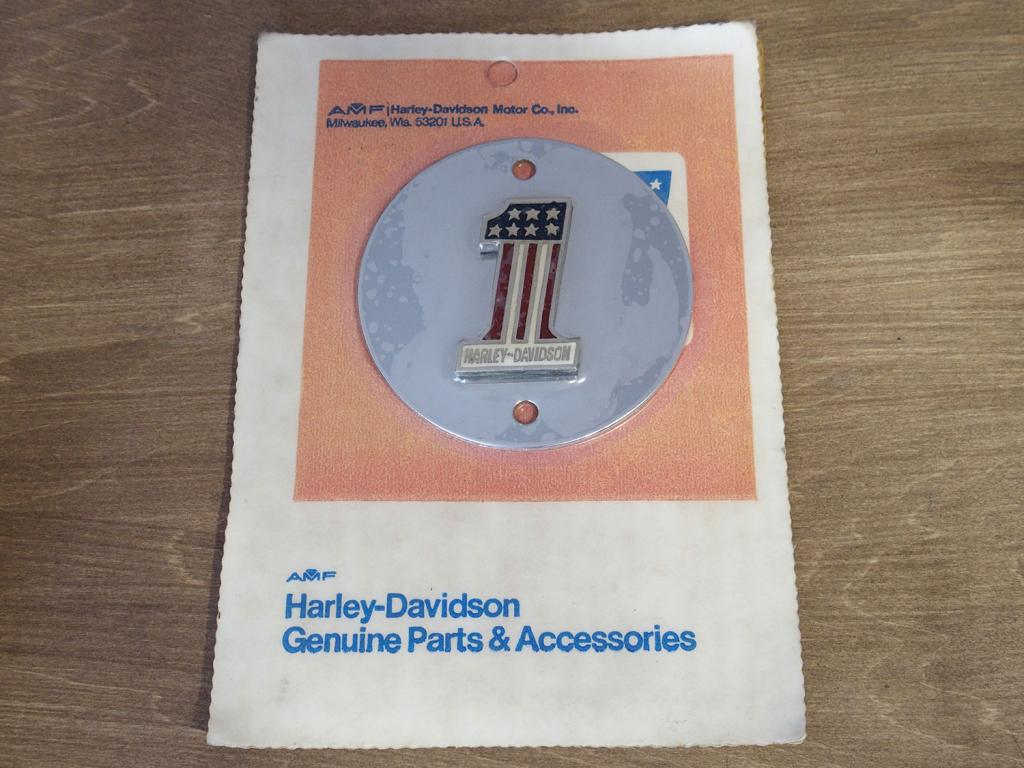 AMF | Harley-Davidson Motor Co., Inc.
Milwaukee, Wis. 53201 U.S.A.
1
HARLEY-DAVIDSON
AMF
Harley-Davidson
Genuine Parts & Accessories